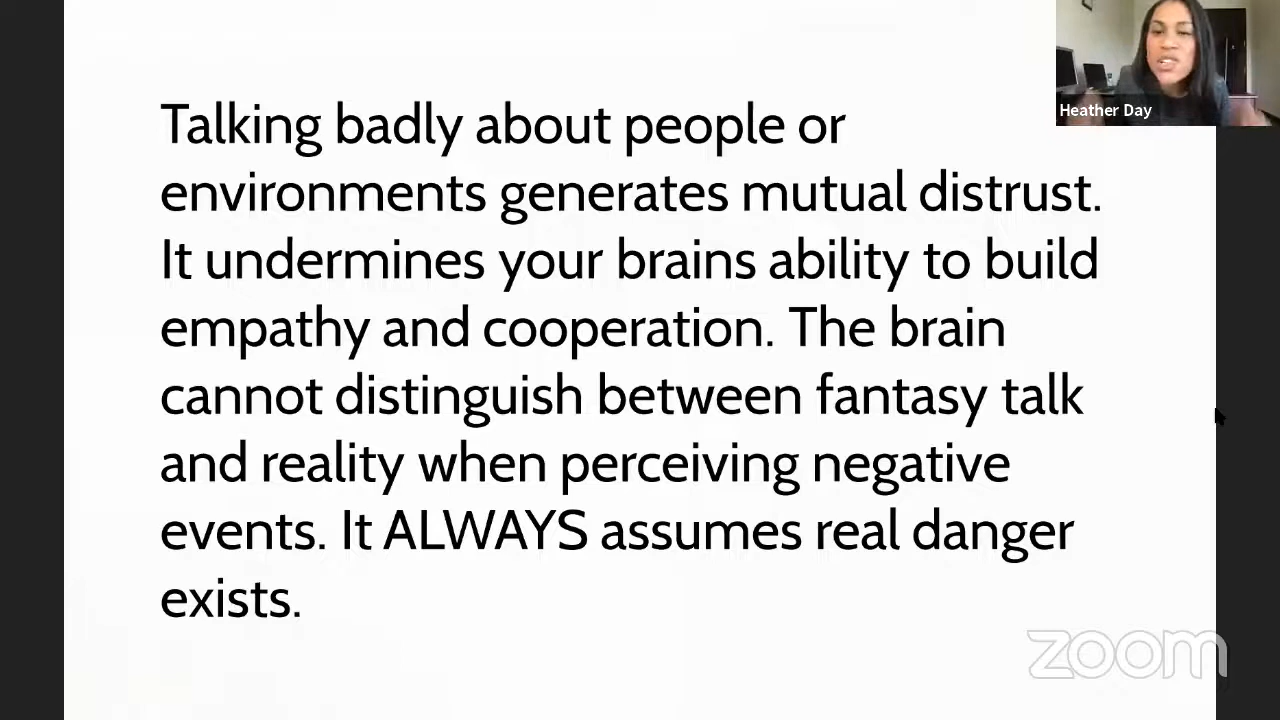 Heather Day
Talking badly about people or
environments generates mutual distrust.
It undermines your brains ability to build
empathy and cooperation. The brain
cannot distinguish between fantasy talk
and reality when perceiving negative
events. It ALWAYS assumes real danger
exists.
zoom